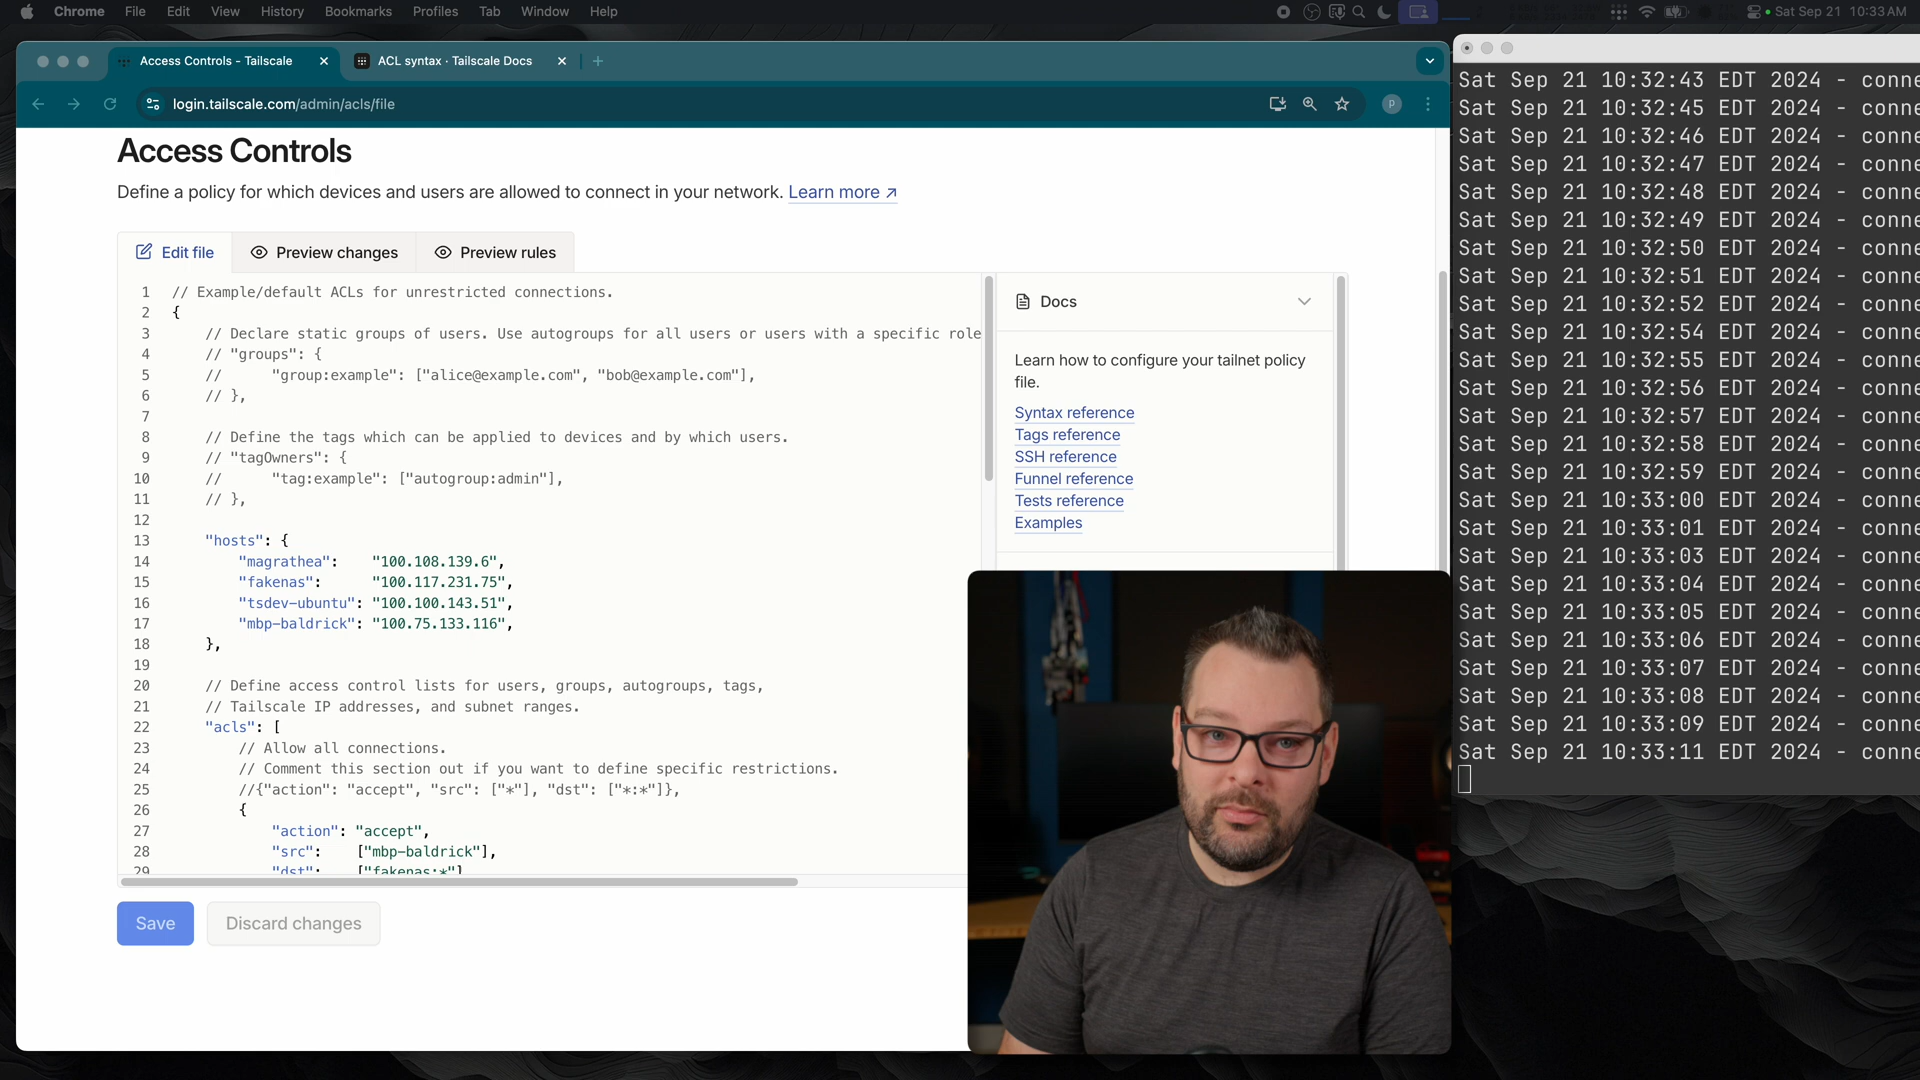 Chrome File Edit View History Bookmarks Profiles Tab Window Help Sat Sep 21 10:33 AM
Access Controls - Tailscale
ACL syntax · Tailscale Docs
login.tailscale.com/admin/acls/file
P
Access Controls
Define a policy for which devices and users are allowed to connect in your network. Learn more ↗
Edit file
Preview changes
Preview rules
1 // Example/default ACLs for unrestricted connections.
2 {
3 // Declare static groups of users. Use autogroups for all users or users with a specific role
4 // "groups": {
5 // "group:example": ["alice@example.com", "bob@example.com"],
6 // },
7
8 // Define the tags which can be applied to devices and by which users.
9 // "tagOwners": {
10 // "tag:example": ["autogroup:admin"],
11 // },
12
13 "hosts": {
14 "magrathea": "100.108.139.6",
15 "fakenas": "100.117.231.75",
16 "tsdev-ubuntu": "100.100.143.51",
17 "mbp-baldrick": "100.75.133.116",
18 },
19
20 // Define access control lists for users, groups, autogroups, tags,
21 // Tailscale IP addresses, and subnet ranges.
22 "acls": [
23 // Allow all connections.
24 // Comment this section out if you want to define specific restrictions.
25 //{"action": "accept", "src": ["*"], "dst": ["*:*"]},
26 {
27 "action": "accept",
28 "src": ["mbp-baldrick"],
29 "dst": ["fakenas:*"]
Save
Discard changes
Docs
Learn how to configure your tailnet policy
file.
Syntax reference
Tags reference
SSH reference
Funnel reference
Tests reference
Examples
Sat Sep 21 10:32:43 EDT 2024 - conne
Sat Sep 21 10:32:45 EDT 2024 - conne
Sat Sep 21 10:32:46 EDT 2024 - conne
Sat Sep 21 10:32:47 EDT 2024 - conne
Sat Sep 21 10:32:48 EDT 2024 - conne
Sat Sep 21 10:32:49 EDT 2024 - conne
Sat Sep 21 10:32:50 EDT 2024 - conne
Sat Sep 21 10:32:51 EDT 2024 - conne
Sat Sep 21 10:32:52 EDT 2024 - conne
Sat Sep 21 10:32:54 EDT 2024 - conne
Sat Sep 21 10:32:55 EDT 2024 - conne
Sat Sep 21 10:32:56 EDT 2024 - conne
Sat Sep 21 10:32:57 EDT 2024 - conne
Sat Sep 21 10:32:58 EDT 2024 - conne
Sat Sep 21 10:32:59 EDT 2024 - conne
Sat Sep 21 10:33:00 EDT 2024 - conne
Sat Sep 21 10:33:01 EDT 2024 - conne
Sat Sep 21 10:33:03 EDT 2024 - conne
Sat Sep 21 10:33:04 EDT 2024 - conne
Sat Sep 21 10:33:05 EDT 2024 - conne
Sat Sep 21 10:33:06 EDT 2024 - conne
Sat Sep 21 10:33:07 EDT 2024 - conne
Sat Sep 21 10:33:08 EDT 2024 - conne
Sat Sep 21 10:33:09 EDT 2024 - conne
Sat Sep 21 10:33:11 EDT 2024 - conne